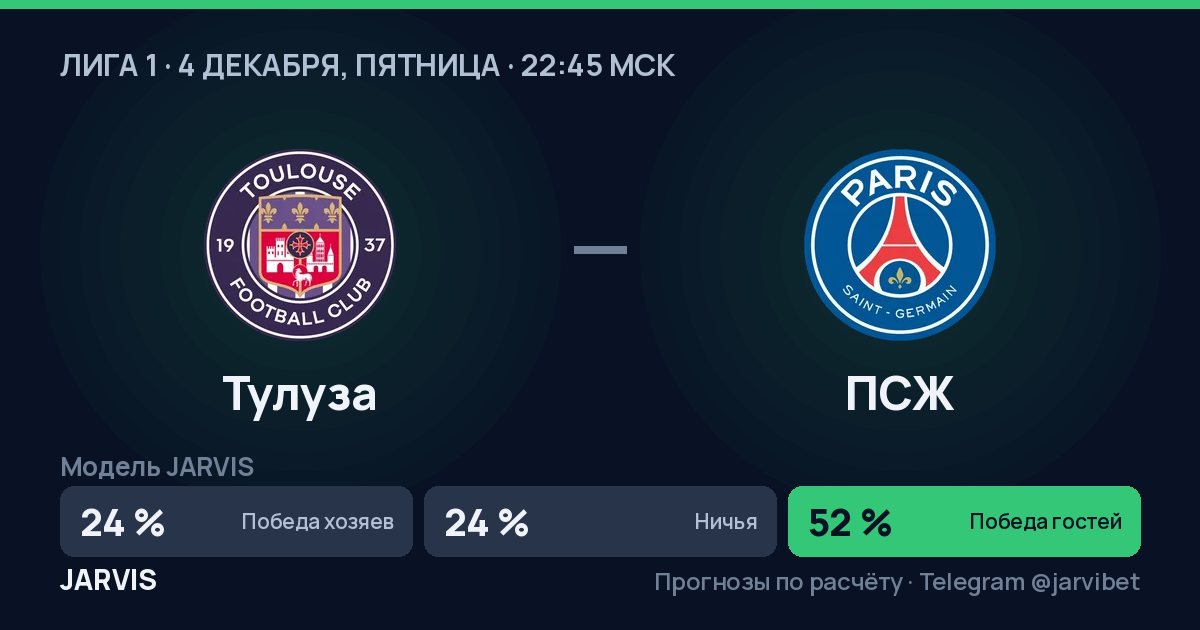 ЛИГА 1 · 4 ДЕКАБРЯ, ПЯТНИЦА · 22:45 МСК
TOULOUSE
19 37
FOOTBALL CLUB
PARIS
SAINT - GERMAIN
—
Тулуза
ПСЖ
Модель JARVIS
24 % Победа хозяев
24 % Ничья
52 % Победа гостей
JARVIS
Прогнозы по расчёту · Telegram @jarvibet